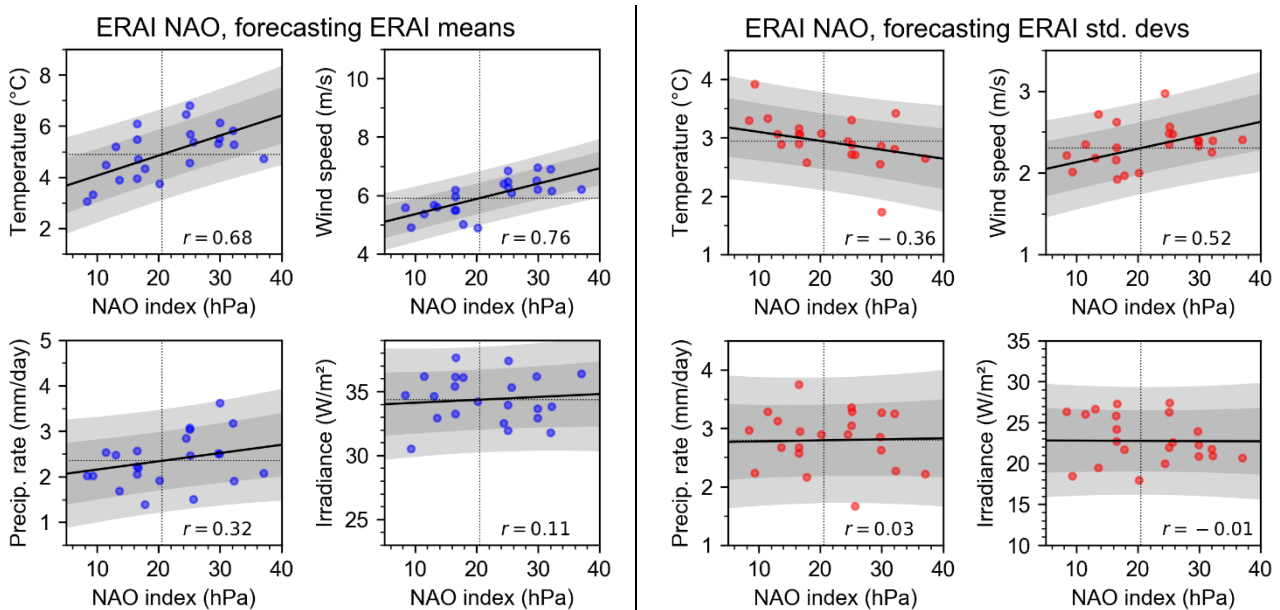 ERAI NAO, forecasting ERAI means
Temperature (°C)
8
6
4
2
r = 0.68
10 20 30 40
NAO index (hPa)
Wind speed (m/s)
10
8
6
4
r = 0.76
10 20 30 40
NAO index (hPa)
Precip. rate (mm/day)
5
4
3
2
1
r = 0.32
10 20 30 40
NAO index (hPa)
Irradiance (W/m²)
35
30
25
r = 0.11
10 20 30 40
NAO index (hPa)
ERAI NAO, forecasting ERAI std. devs
Temperature (°C)
4
3
2
1
r = −0.36
10 20 30 40
NAO index (hPa)
Wind speed (m/s)
3
2
1
r = 0.52
10 20 30 40
NAO index (hPa)
Precip. rate (mm/day)
4
3
2
1
r = 0.03
10 20 30 40
NAO index (hPa)
Irradiance (W/m²)
35
30
25
20
15
10
r = −0.01
10 20 30 40
NAO index (hPa)